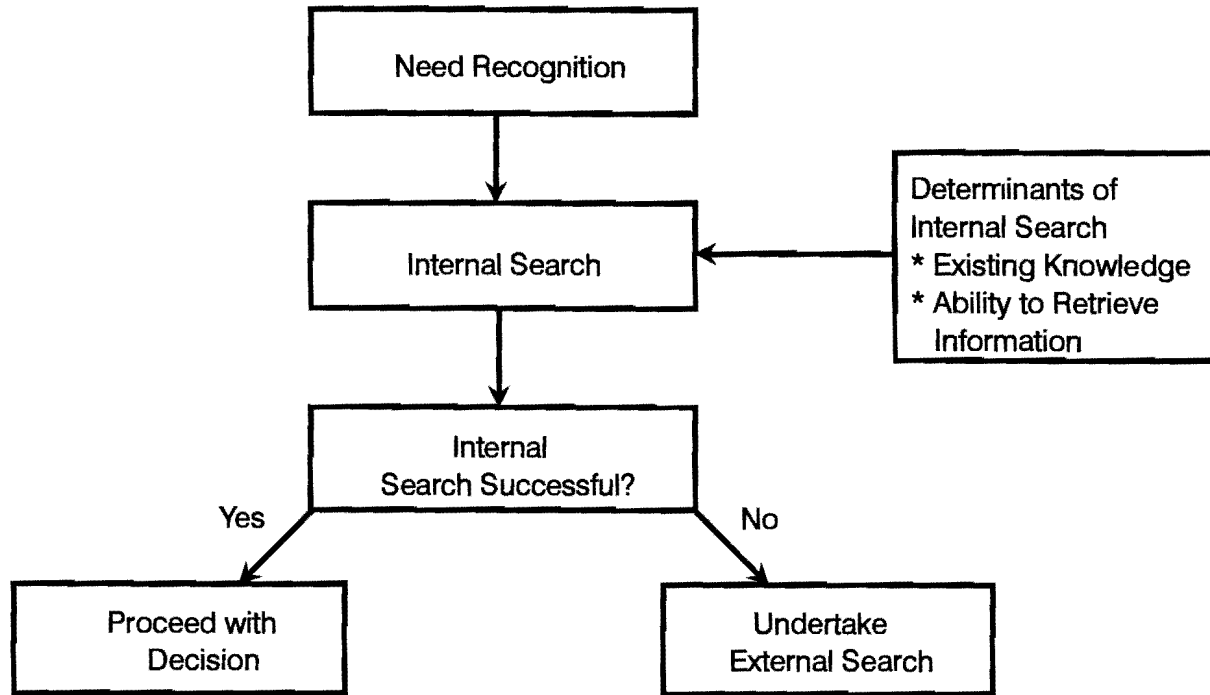 Need Recognition
Internal Search
Determinants of
Internal Search
* Existing Knowledge
* Ability to Retrieve
Information
Internal
Search Successful?
Yes
No
Proceed with
Decision
Undertake
External Search